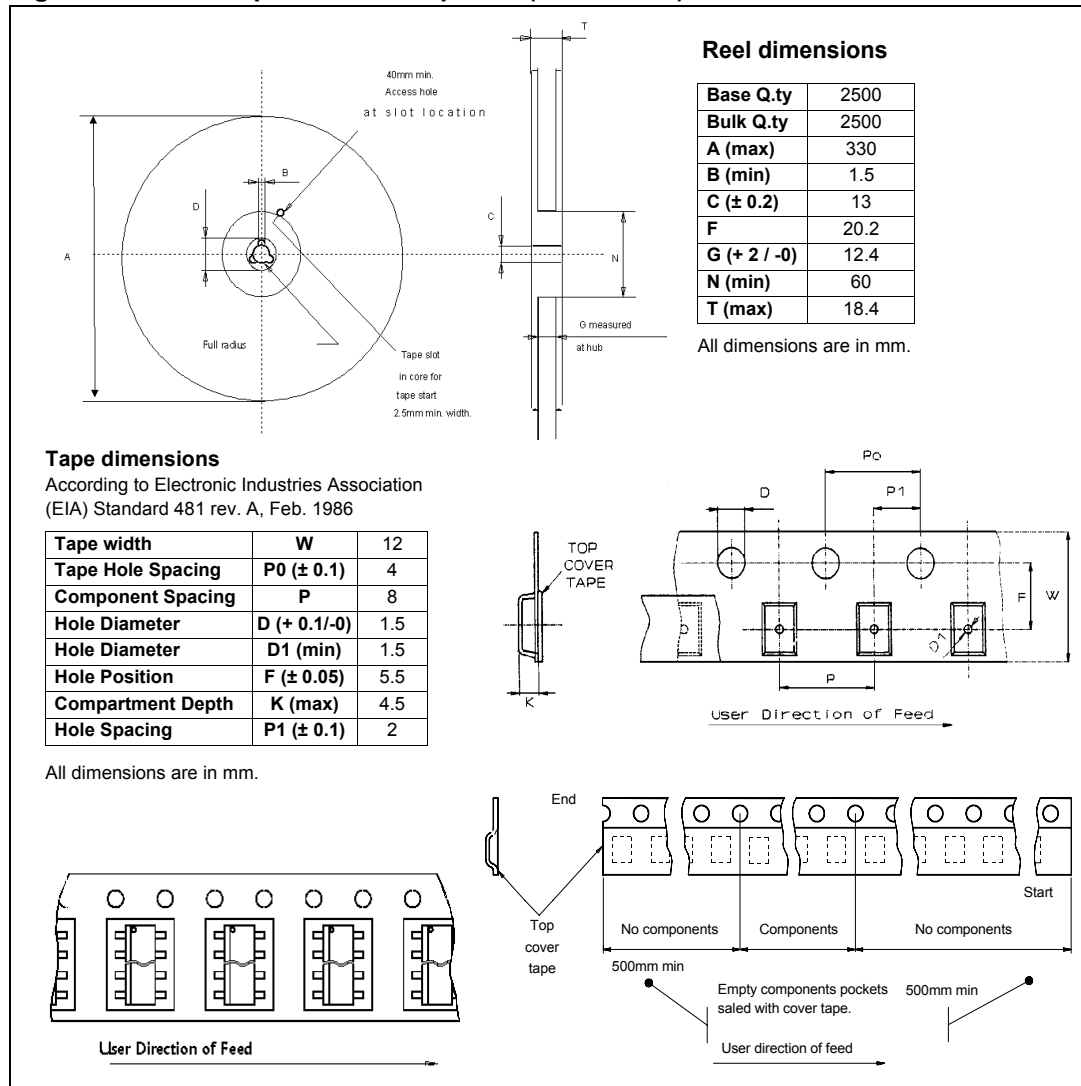 T
40mm min.
Access hole
at slot location
B
D
C
A
N
Full radius
Tape slot
in core for
tape start
2.5mm min. width.
G measured
at hub
Reel dimensions
Base Q.ty 2500
Bulk Q.ty 2500
A (max) 330
B (min) 1.5
C (± 0.2) 13
F 20.2
G (+ 2 / -0) 12.4
N (min) 60
T (max) 18.4
All dimensions are in mm.
Tape dimensions
According to Electronic Industries Association
(EIA) Standard 481 rev. A, Feb. 1986
Tape width W 12
Tape Hole Spacing P0 (± 0.1) 4
Component Spacing P 8
Hole Diameter D (+ 0.1/-0) 1.5
Hole Diameter D1 (min) 1.5
Hole Position F (± 0.05) 5.5
Compartment Depth K (max) 4.5
Hole Spacing P1 (± 0.1) 2
All dimensions are in mm.
Po
D
P1
TOP
COVER
TAPE
F
W
D1
P
K
User Direction of Feed
End
Start
Top
cover
tape
No components
Components
No components
500mm min
Empty components pockets
saled with cover tape.
500mm min
User direction of feed
User Direction of Feed